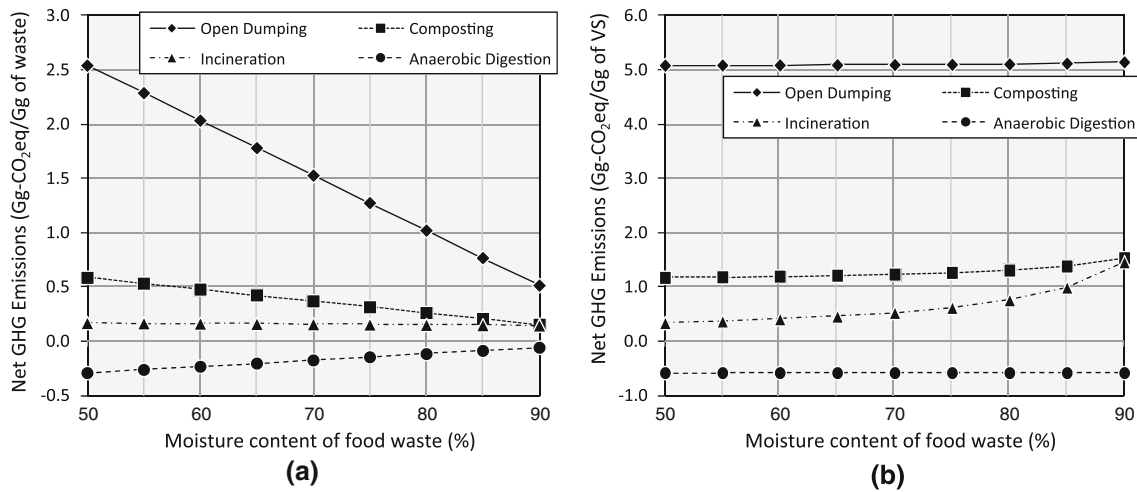 Net GHG Emissions (Gg-CO₂eq/Gg of waste)
3.0
2.5
2.0
1.5
1.0
0.5
0.0
-0.5
Open Dumping
Composting
Incineration
Anaerobic Digestion
50 60 70 80 90
Moisture content of food waste (%)
(a)
Net GHG Emissions (Gg-CO₂eq/Gg of VS)
6.0
5.0
4.0
3.0
2.0
1.0
0.0
-1.0
Open Dumping
Composting
Incineration
Anaerobic Digestion
50 60 70 80 90
Moisture content of food waste (%)
(b)